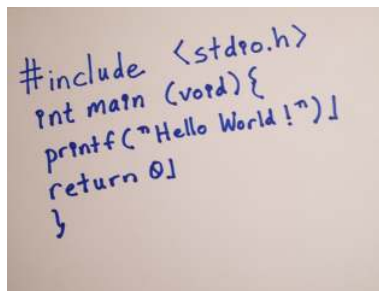 #include <stdio.h>
int main (void){
printf("Hello World!");
return 0;
}